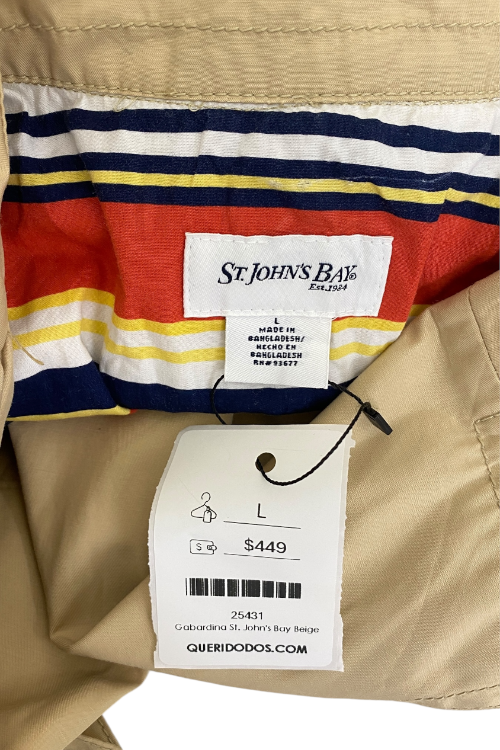 ST. JOHN'S BAY®
EST. 1984
L
MADE IN
BANGLADESH/
HECHO EN
BANGLADESH
RN# 93677
L
S
$449
25431
Gabardina St. John's Bay Beige
QUERIDODOS.COM